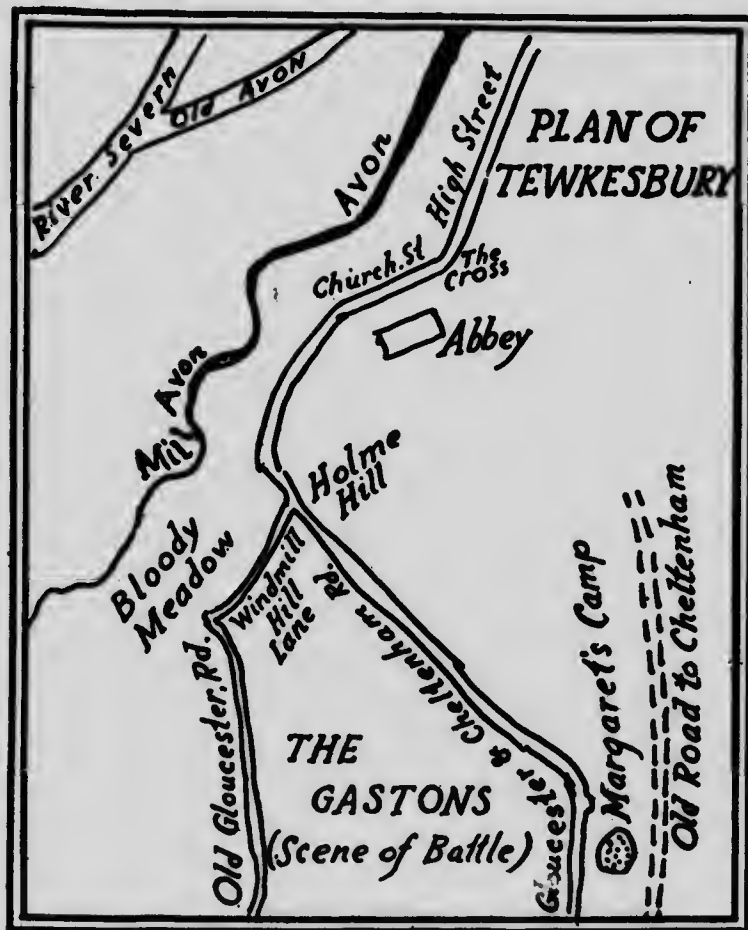 PLAN OF
TEWKESBURY
River Severn
Old Avon
Avon
High Street
Church. St
The
Cross
Abbey
Mill Avon
Holme
Hill
Bloody
Meadow
Windmill
Hill
Lane
Old Gloucester. Rd.
Gloucester & Cheltenham Rd.
THE
GASTONS
(Scene of Battle)
Margaret's Camp
Old Road to Cheltenham